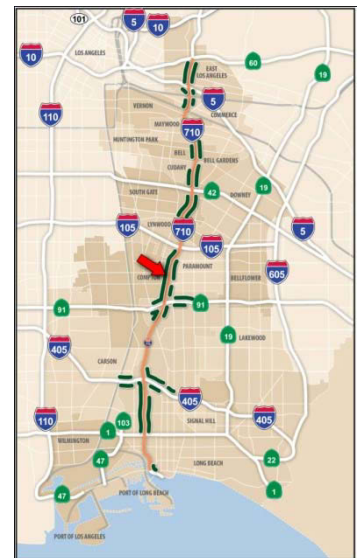 101
5
10
LOS ANGELES
10
60
EAST
LOS ANGELES
19
VERNON
5
COMMERCE
110
MAYWOOD
710
HUNTINGTON PARK
BELL
BELL GARDENS
CUDAHY
19
SOUTH GATE
42
DOWNEY
105
LYNWOOD
710
5
105
PARAMOUNT
605
COMPTON
BELLFLOWER
91
91
19
LAKEWOOD
405
CARSON
405
405
110
103
SIGNAL HILL
1
WILMINGTON
47
22
LONG BEACH
1
47
PORT OF LONG BEACH
PORT OF LOS ANGELES